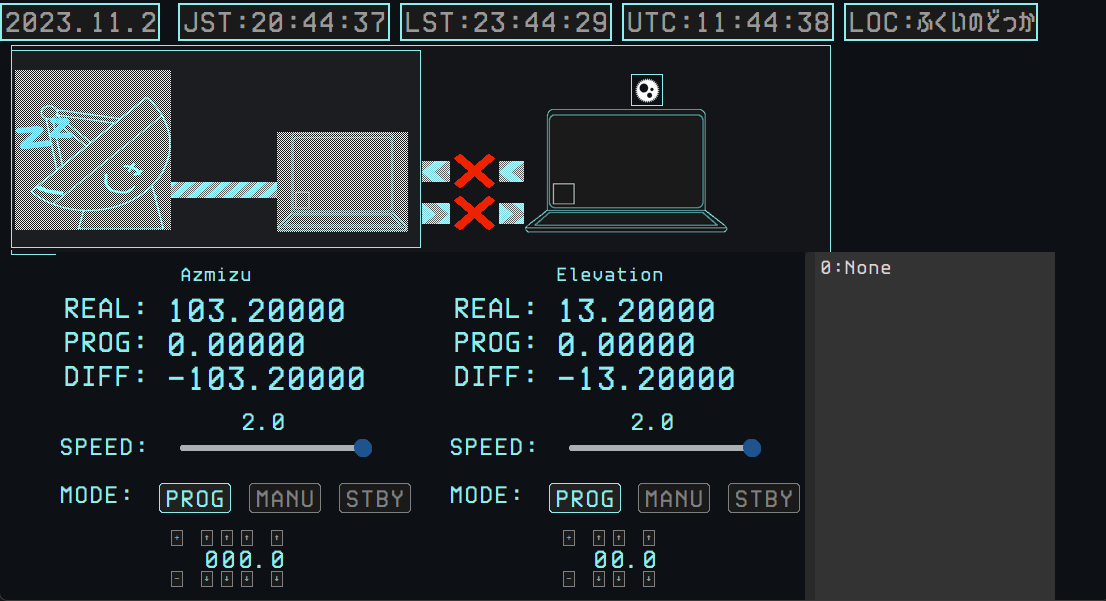 2023.11.2 JST:20:44:37 LST:23:44:29 UTC:11:44:38 LOC:ふくいのどっか
zZ
Azmizu Elevation 0:None
REAL: 103.20000 REAL: 13.20000
PROG: 0.00000 PROG: 0.00000
DIFF: -103.20000 DIFF: -13.20000
2.0 2.0
SPEED: SPEED:
MODE: PROG MANU STBY MODE: PROG MANU STBY
+ ↑ ↑ ↑ ↑ + ↑ ↑ ↑
000.0 00.0
- ↓ ↓ ↓ ↓ - ↓ ↓ ↓